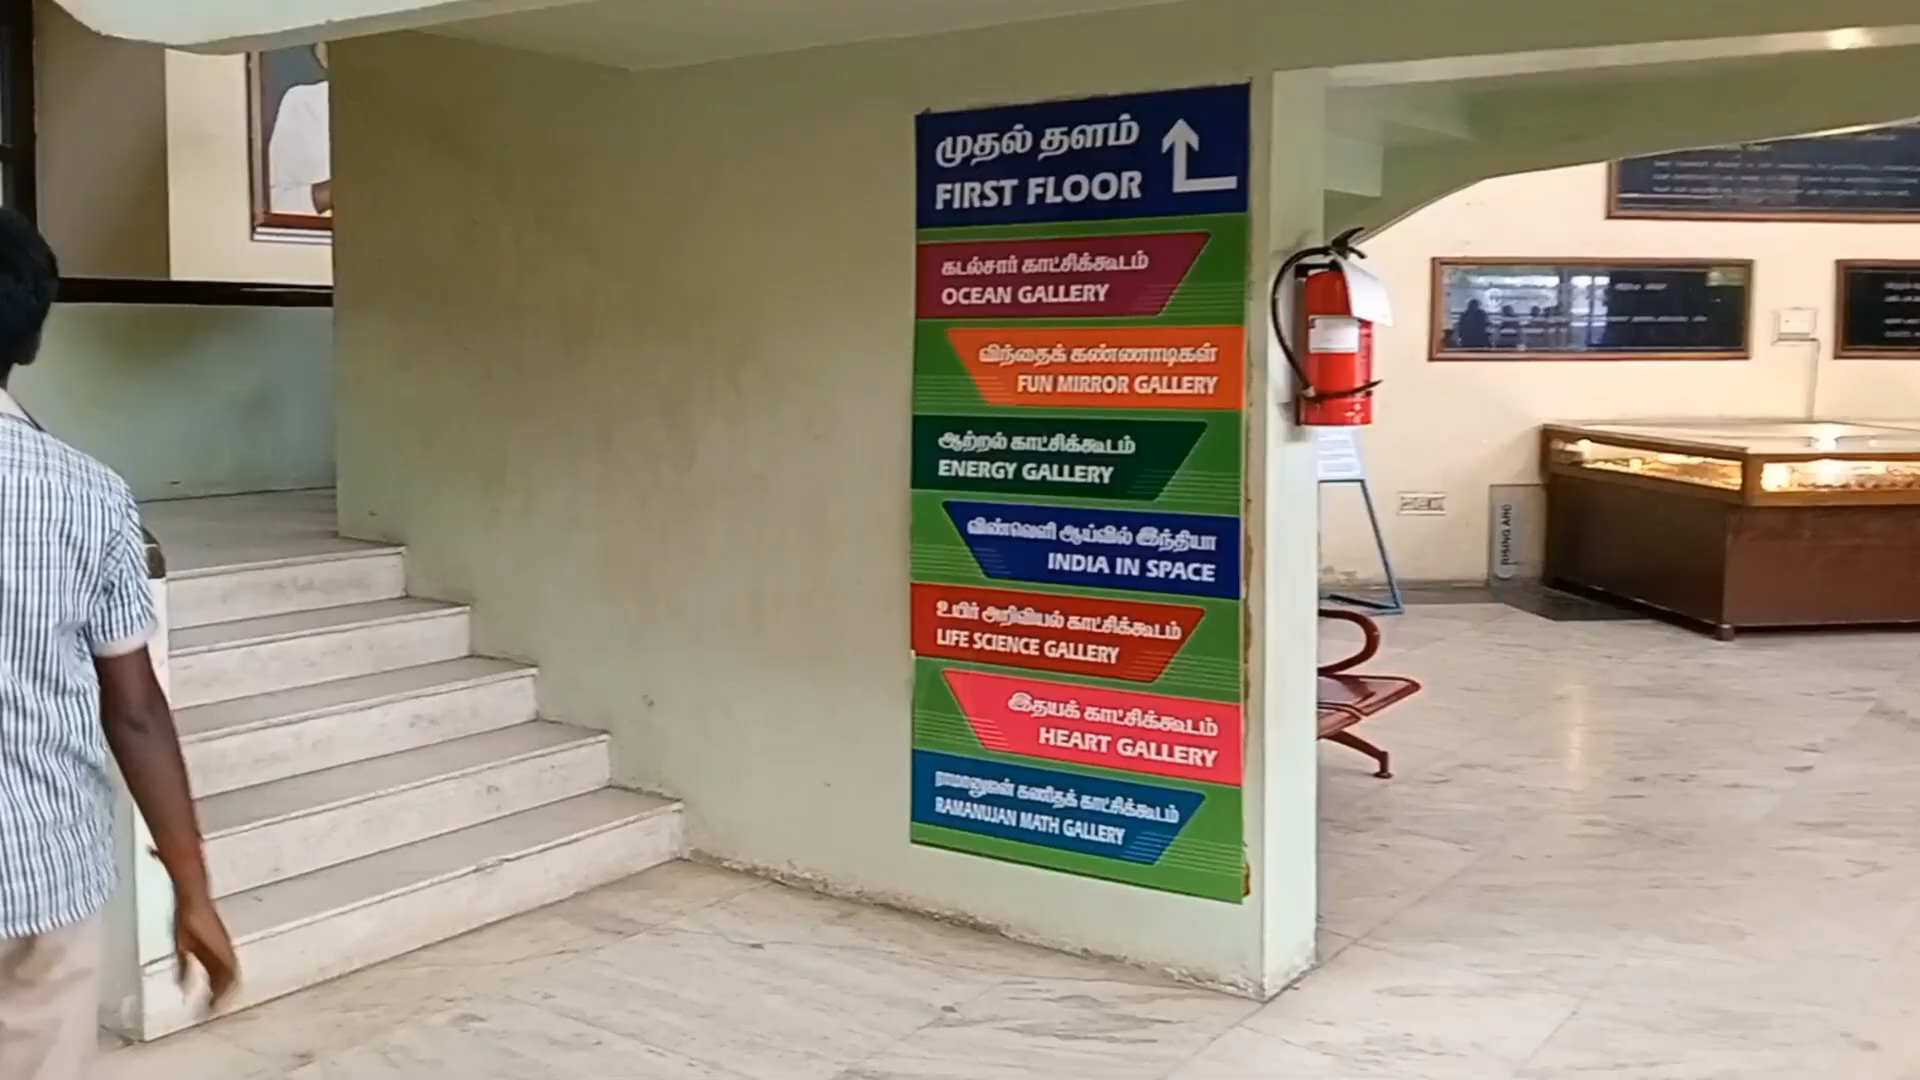 முதல் தளம்
FIRST FLOOR
கடல்சார் காட்சிக்கூடம்
OCEAN GALLERY
விந்தைக் கண்ணாடிகள்
FUN MIRROR GALLERY
ஆற்றல் காட்சிக்கூடம்
ENERGY GALLERY
விண்வெளி ஆய்வில் இந்தியா
INDIA IN SPACE
உயிர் அறிவியல் காட்சிக்கூடம்
LIFE SCIENCE GALLERY
இதயக் காட்சிக்கூடம்
HEART GALLERY
ராமானுஜன் கணிதக் காட்சிக்கூடம்
RAMANUJAN MATH GALLERY
RISING ARC